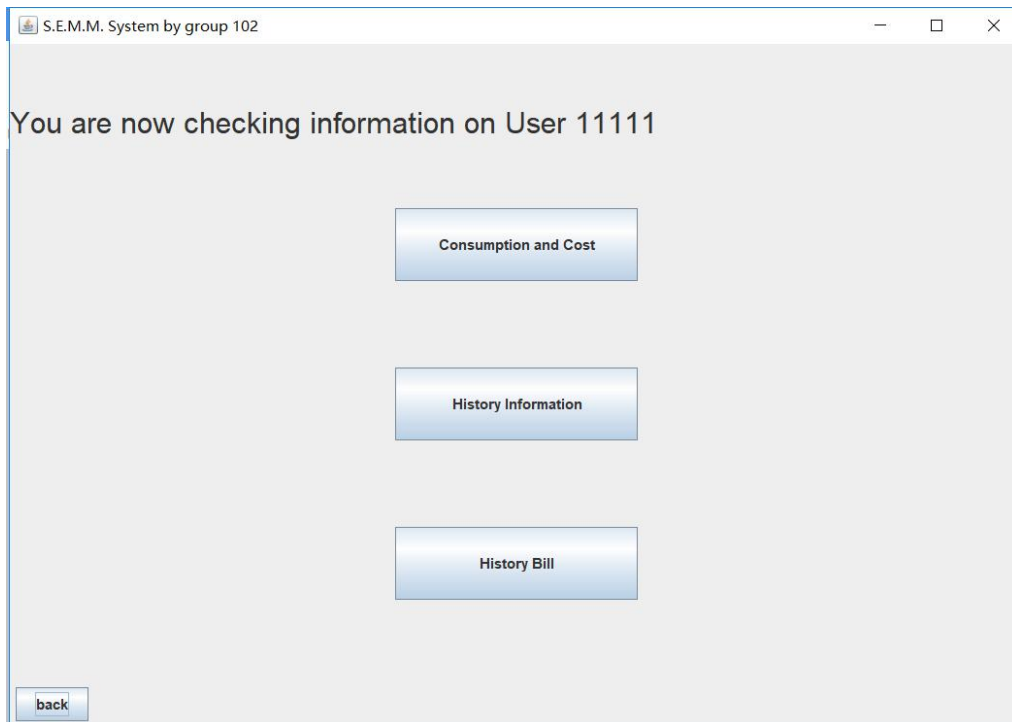 S.E.M.M. System by group 102
You are now checking information on User 11111
Consumption and Cost
History Information
History Bill
back